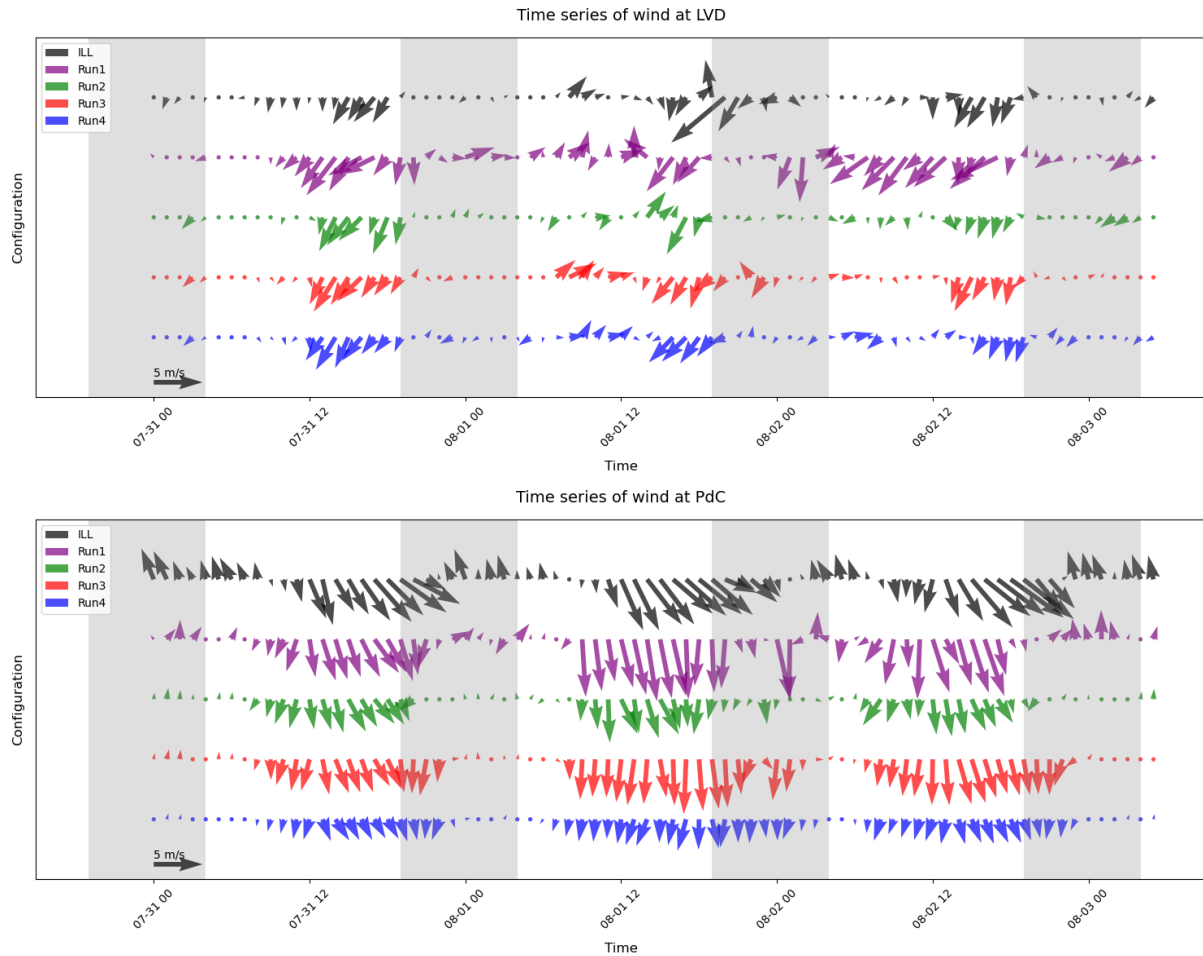 Time series of wind at LVD
ILL
Run1
Run2
Run3
Run4
Configuration
5 m/s
07-31 00
07-31 12
08-01 00
08-01 12
08-02 00
08-02 12
08-03 00
Time
Time series of wind at PdC
ILL
Run1
Run2
Run3
Run4
Configuration
5 m/s
07-31 00
07-31 12
08-01 00
08-01 12
08-02 00
08-02 12
08-03 00
Time